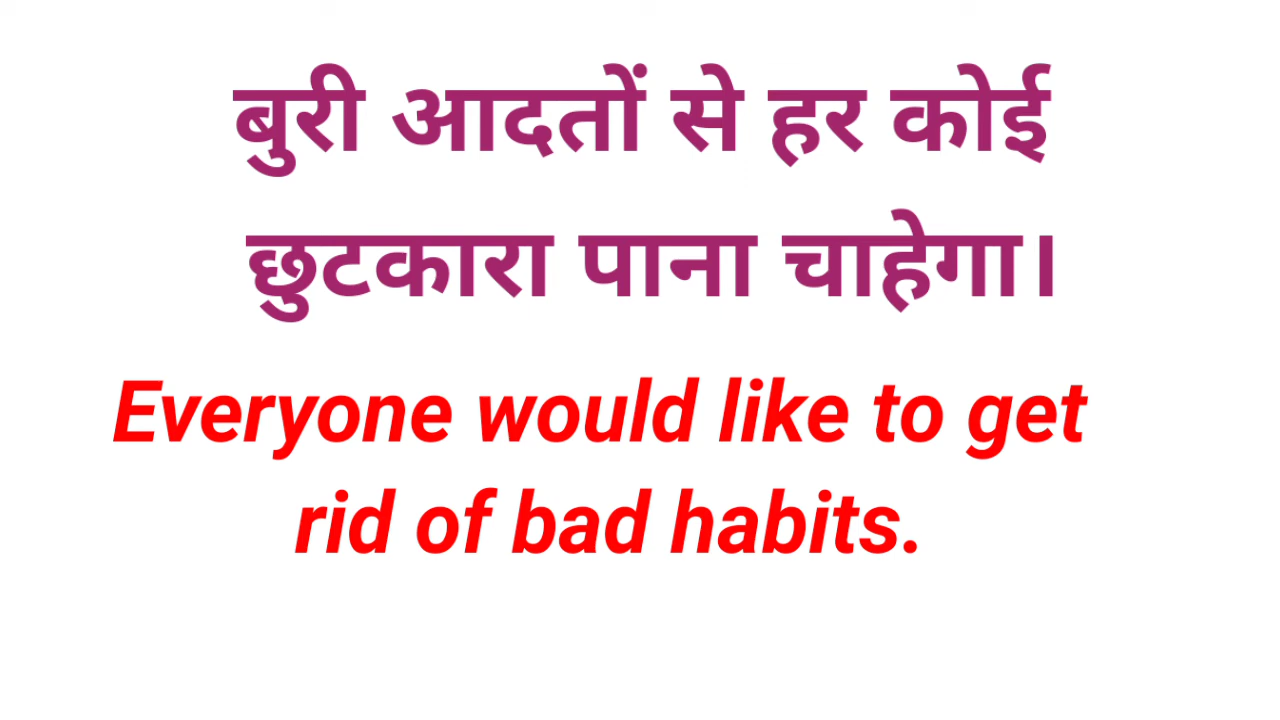 बुरी आदतों से हर कोई
छुटकारा पाना चाहेगा।
Everyone would like to get
rid of bad habits.